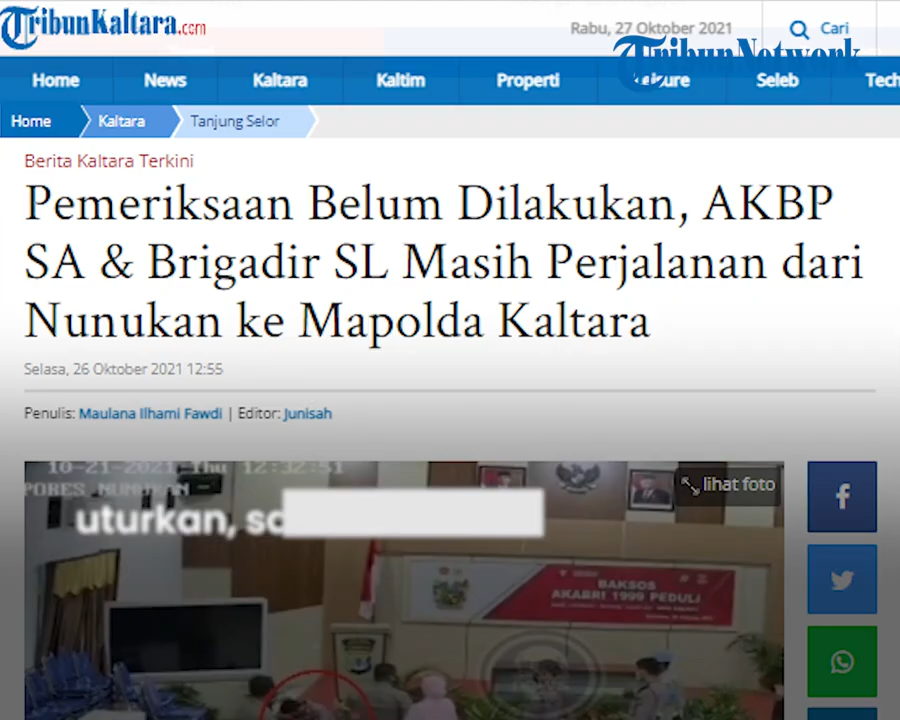 TribunKaltara.com
Rabu, 27 Oktober 2021
Cari
TribunNetwork
Home News Kaltara Kaltim Properti Seleb
Home Kaltara Tanjung Selor
Berita Kaltara Terkini
Pemeriksaan Belum Dilakukan, AKBP
SA & Brigadir SL Masih Perjalanan dari
Nunukan ke Mapolda Kaltara
Selasa, 26 Oktober 2021 12:55
Penulis: Maulana Ilhami Fawdi | Editor: Junisah
10-21-2021 Thu 12:32:51
lihat foto
uturkan, sa
BAKSOS
AKABRI 1999 PEDULI